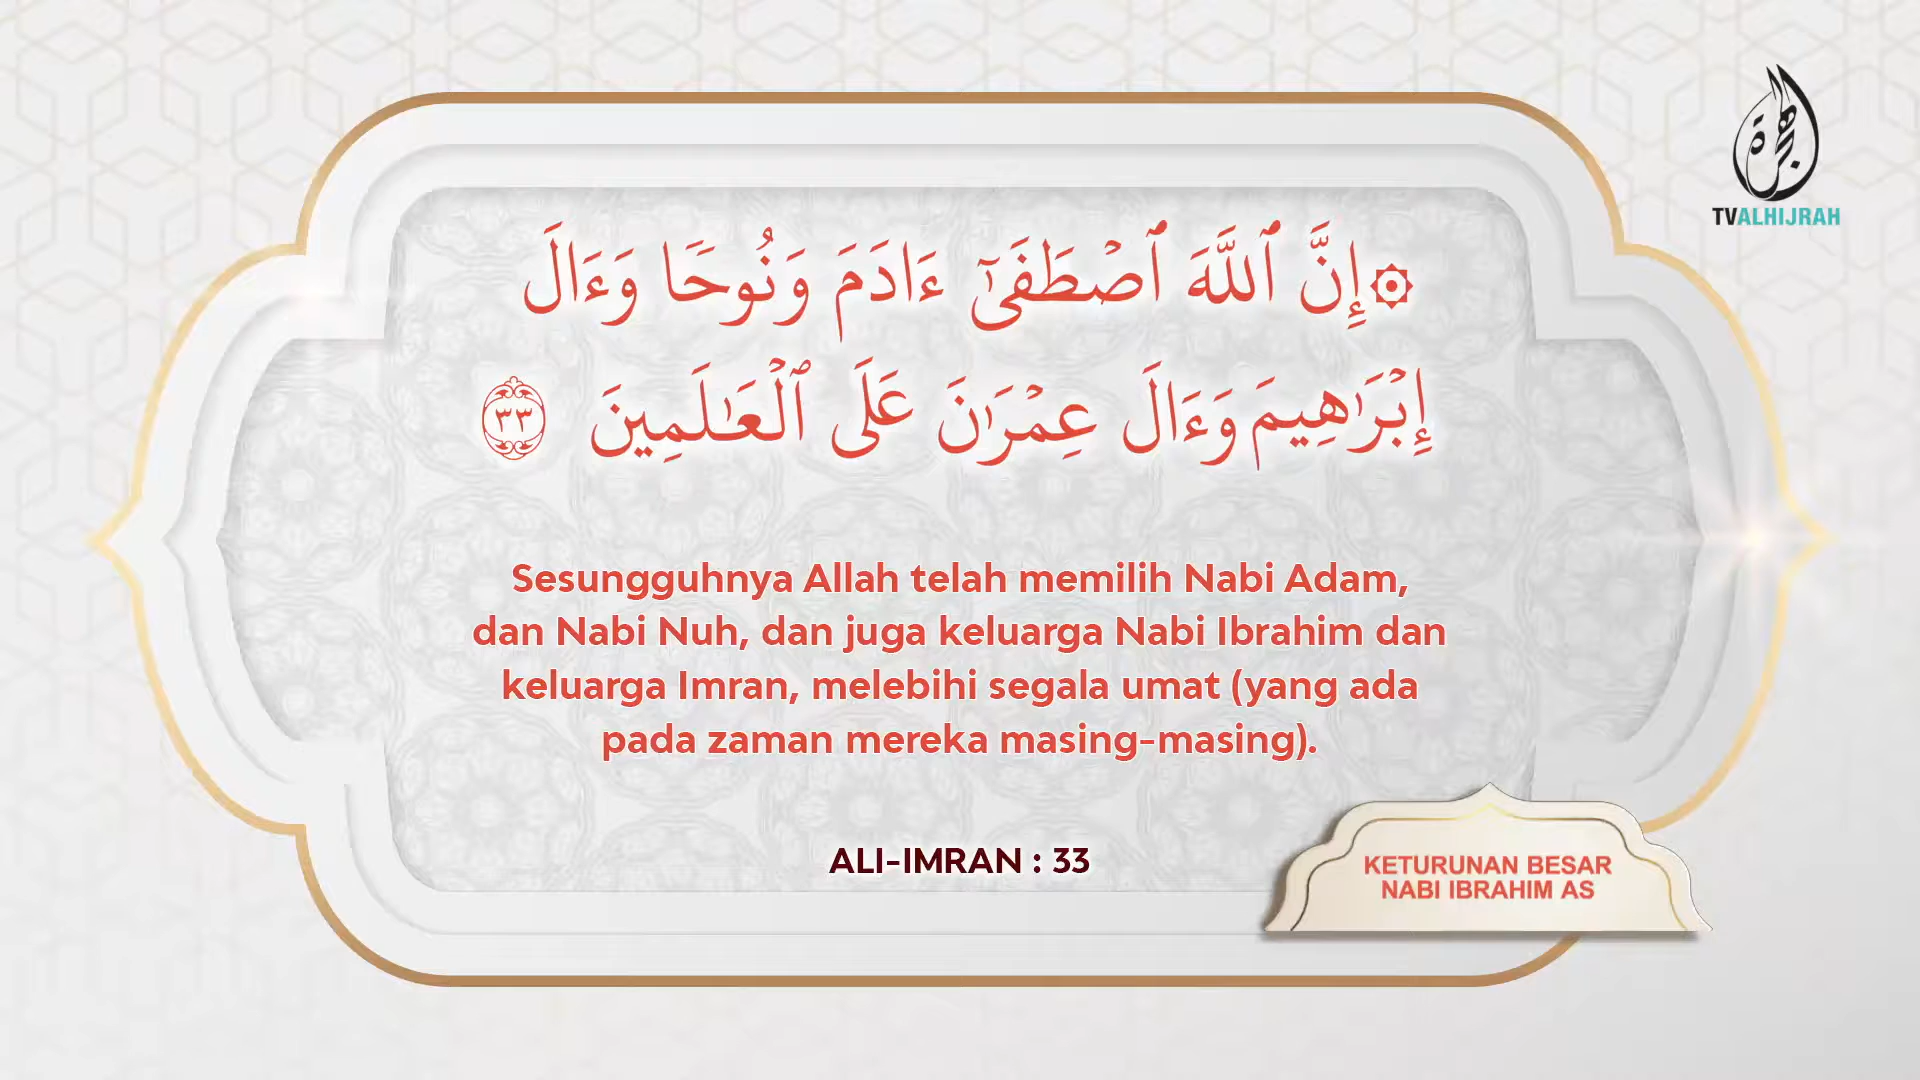 ۞إِنَّ ٱللَّهَ ٱصْطَفَىٰٓ ءَادَمَ وَنُوحًا وَءَالَ
إِبْرَٰهِيمَ وَءَالَ عِمْرَٰنَ عَلَى ٱلْعَـٰلَمِينَ ٣٣
Sesungguhnya Allah telah memilih Nabi Adam,
dan Nabi Nuh, dan juga keluarga Nabi Ibrahim dan
keluarga Imran, melebihi segala umat (yang ada
pada zaman mereka masing-masing).
ALI-IMRAN : 33
KETURUNAN BESAR
NABI IBRAHIM AS
الهجرة
TVALHIJRAH